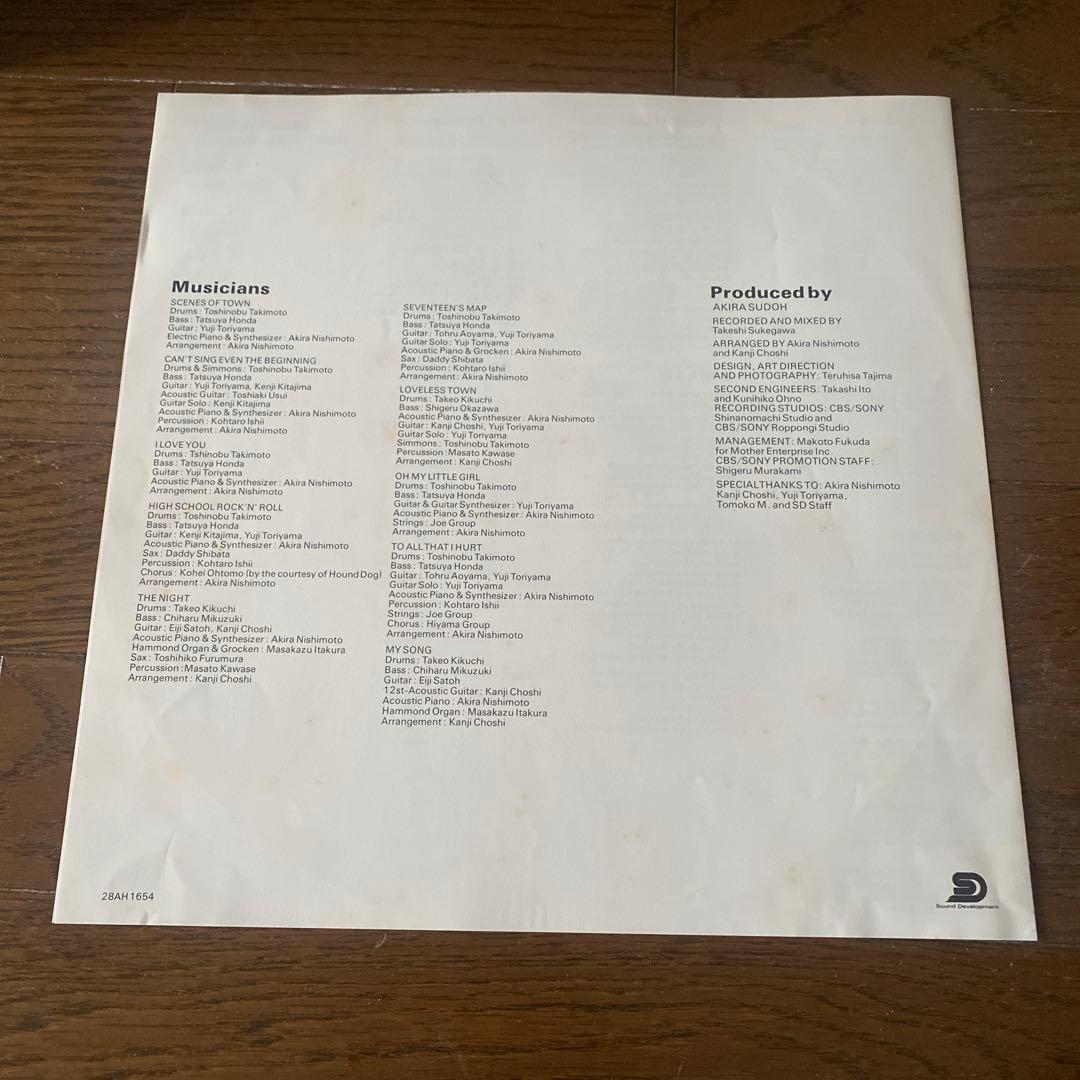 Musicians
SCENES OF TOWN
Drums : Toshinobu Takimoto
Bass : Tatsuya Honda
Guitar : Yuji Toriyama
Electric Piano & Synthesizer : Akira Nishimoto
Arrangement : Akira Nishimoto
CAN'T SING EVEN THE BEGINNING
Drums & Simmons : Toshinobu Takimoto
Bass : Tatsuya Honda
Guitar : Yuji Toriyama, Kenji Kitajima
Acoustic Guitar : Toshiaki Usui
Guitar Solo : Kenji Kitajima
Acoustic Piano & Synthesizer : Akira Nishimoto
Percussion : Kohtaro Ishii
Arrangement : Akira Nishimoto
I LOVE YOU
Drums : Tshinobu Takimoto
Bass : Tatsuya Honda
Guitar : Yuji Toriyama
Acoustic Piano & Synthesizer : Akira Nishimoto
Arrangement : Akira Nishimoto
HIGH SCHOOL ROCK'N' ROLL
Drums : Toshinobu Takimoto
Bass : Tatsuya Honda
Guitar : Kenji Kitajima, Yuji Toriyama
Acoustic Piano & Synthesizer : Akira Nishimoto
Sax : Daddy Shibata
Percussion : Kohtaro Ishii
Chorus : Kohei Ohtomo (by the courtesy of Hound Dog)
Arrangement : Akira Nishimoto
THE NIGHT
Drums : Takeo Kikuchi
Bass : Chiharu Mikuzuki
Guitar : Eiji Satoh, Kanji Choshi
Acoustic Piano & Synthesizer : Akira Nishimoto
Hammond Organ & Grocken : Masakazu Itakura
Sax : Toshihiko Furumura
Percussion : Masato Kawase
Arrangement : Kanji Choshi
SEVENTEEN'S MAP
Drums : Toshinobu Takimoto
Bass : Tatsuya Honda
Guitar : Tohru Aoyama, Yuji Toriyama
Guitar Solo : Yuji Toriyama
Acoustic Piano & Grocken : Akira Nishimoto
Sax : Daddy Shibata
Percussion : Kohtaro Ishii
Arrangement : Akira Nishimoto
LOVELESS TOWN
Drums : Takeo Kikuchi
Bass : Shigeru Okazawa
Acoustic Piano & Synthesizer : Akira Nishimoto
Guitar : Kanji Choshi, Yuji Toriyama
Guitar Solo : Yuji Toriyama
Simmons : Toshinobu Takimoto
Percussion : Masato Kawase
Arrangement : Kanji Choshi
OH MY LITTLE GIRL
Drums : Toshinobu Takimoto
Bass : Tatsuya Honda
Guitar & Guitar Synthesizer : Yuji Toriyama
Acoustic Piano & Synthesizer : Akira Nishimoto
Strings : Joe Group
Arrangement : Akira Nishimoto
TO ALL THAT I HURT
Drums : Toshinobu Takimoto
Bass : Tatsuya Honda
Guitar : Tohru Aoyama, Yuji Toriyama
Guitar Solo : Yuji Toriyama
Acoustic Piano & Synthesizer : Akira Nishimoto
Percussion : Kohtaro Ishii
Strings : Joe Group
Chorus : Hiyama Group
Arrangement : Akira Nishimoto
MY SONG
Drums : Takeo Kikuchi
Bass : Chiharu Mikuzuki
Guitar : Eiji Satoh
12st-Acoustic Guitar : Kanji Choshi
Acoustic Piano : Akira Nishimoto
Hammond Organ : Masakazu Itakura
Arrangement : Kanji Choshi
Produced by
AKIRA SUDOH
RECORDED AND MIXED BY
Takeshi Sukegawa
ARRANGED BY Akira Nishimoto
and Kanji Choshi
DESIGN, ART DIRECTION
AND PHOTOGRAPHY : Teruhisa Tajima
SECOND ENGINEERS : Takashi Ito
and Kunihiko Ohno
RECORDING STUDIOS : CBS/SONY
Shinanomachi Studio and
CBS/SONY Roppongi Studio
MANAGEMENT : Makoto Fukuda
for Mother Enterprise Inc.
CBS/SONY PROMOTION STAFF :
Shigeru Murakami
SPECIAL THANKS TO : Akira Nishimoto
Kanji Choshi, Yuji Toriyama,
Tomoko M. and SD Staff
28AH 1654
SD
Sound Development